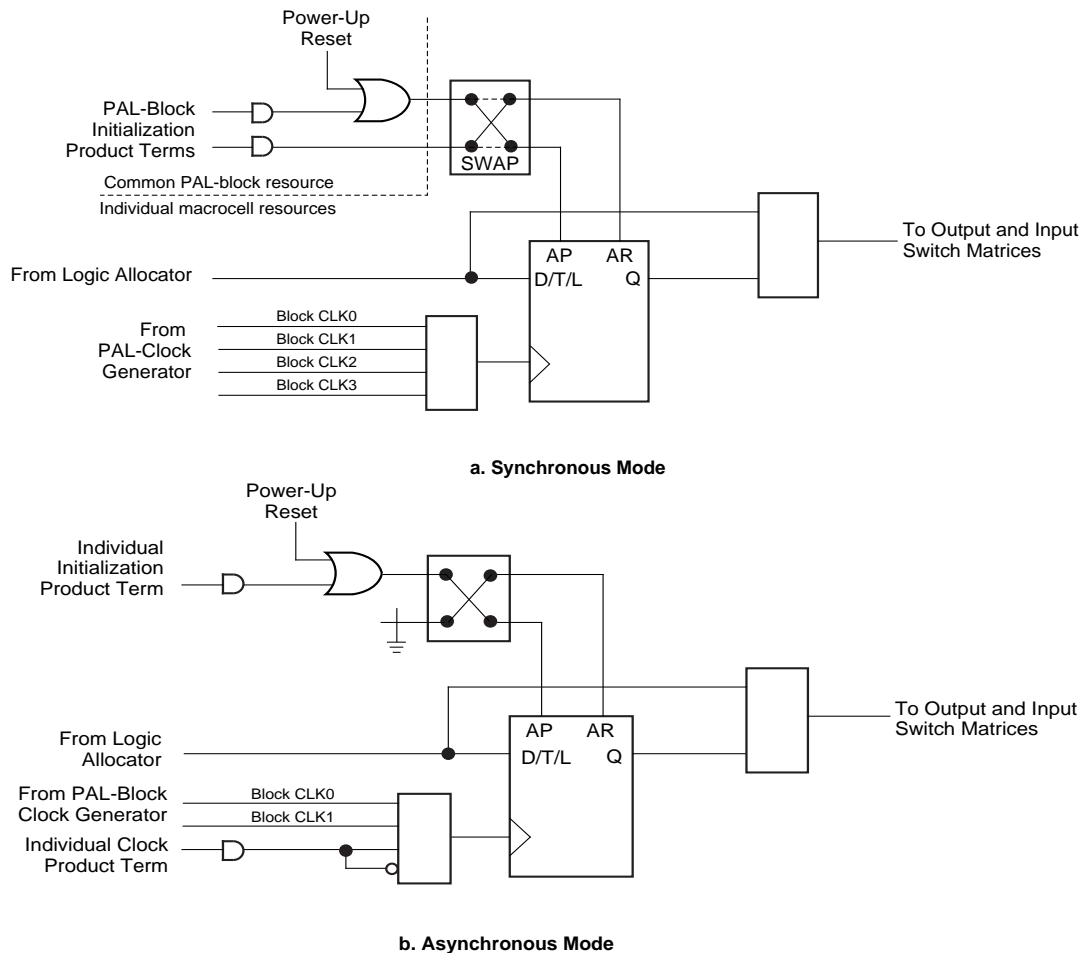 Power-Up
Reset
PAL-Block
Initialization
Product Terms
SWAP
Common PAL-block resource
Individual macrocell resources
To Output and Input
Switch Matrices
AP AR
From Logic Allocator
D/T/L Q
Block CLK0
From
PAL-Clock
Generator
Block CLK1
Block CLK2
Block CLK3
a. Synchronous Mode
Power-Up
Reset
Individual
Initialization
Product Term
To Output and Input
Switch Matrices
AP AR
From Logic
Allocator
D/T/L Q
From PAL-Block
Clock Generator
Block CLK0
Block CLK1
Individual Clock
Product Term
b. Asynchronous Mode